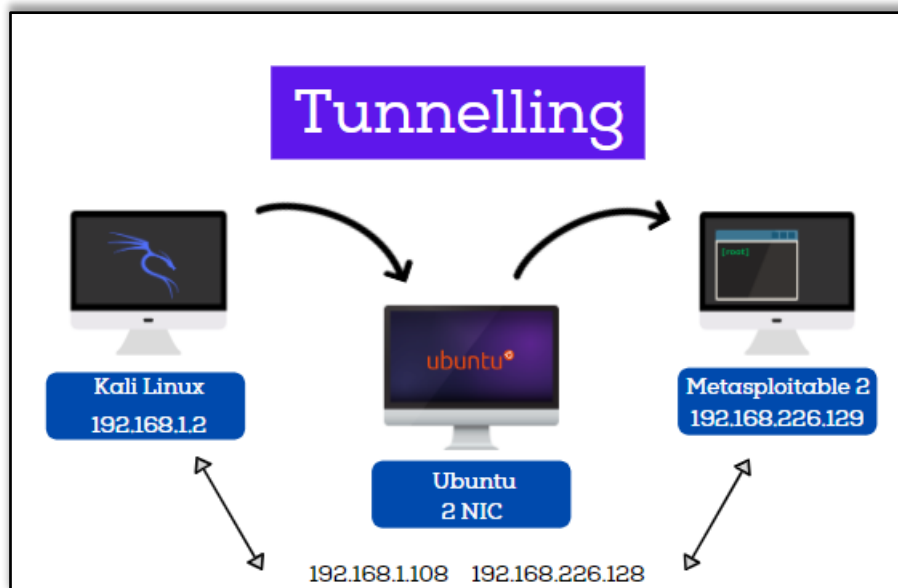 Tunnelling
[root]
ubuntu
Kali Linux
192.168.1.2
Metasploitable 2
192.168.226.129
Ubuntu
2 NIC
192.168.1.108 192.168.226.128